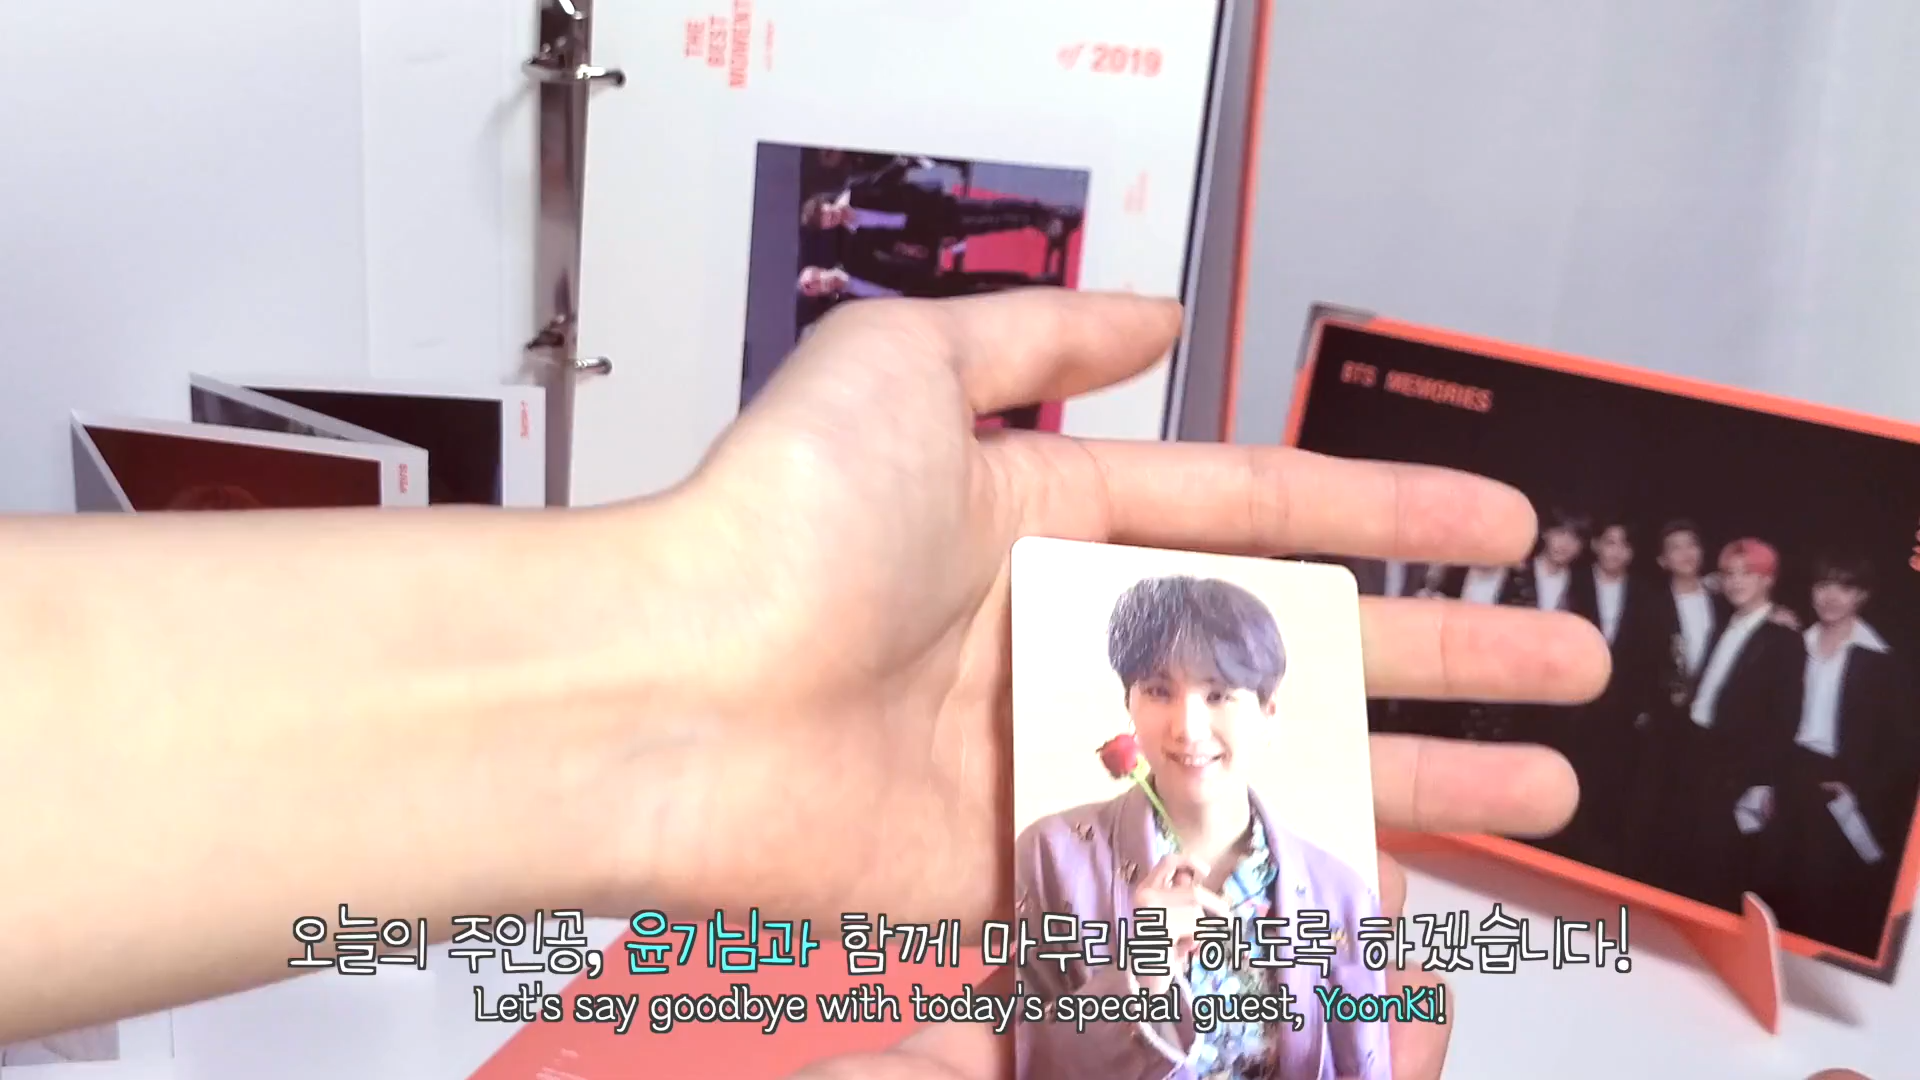 THE
BEST
MOMENT
of 2019
BTS MEMORIES
SUGA
오늘의 주인공, 윤기님과 함께 마무리를 하도록 하겠습니다!
Let's say goodbye with today's special guest, YoonKi!